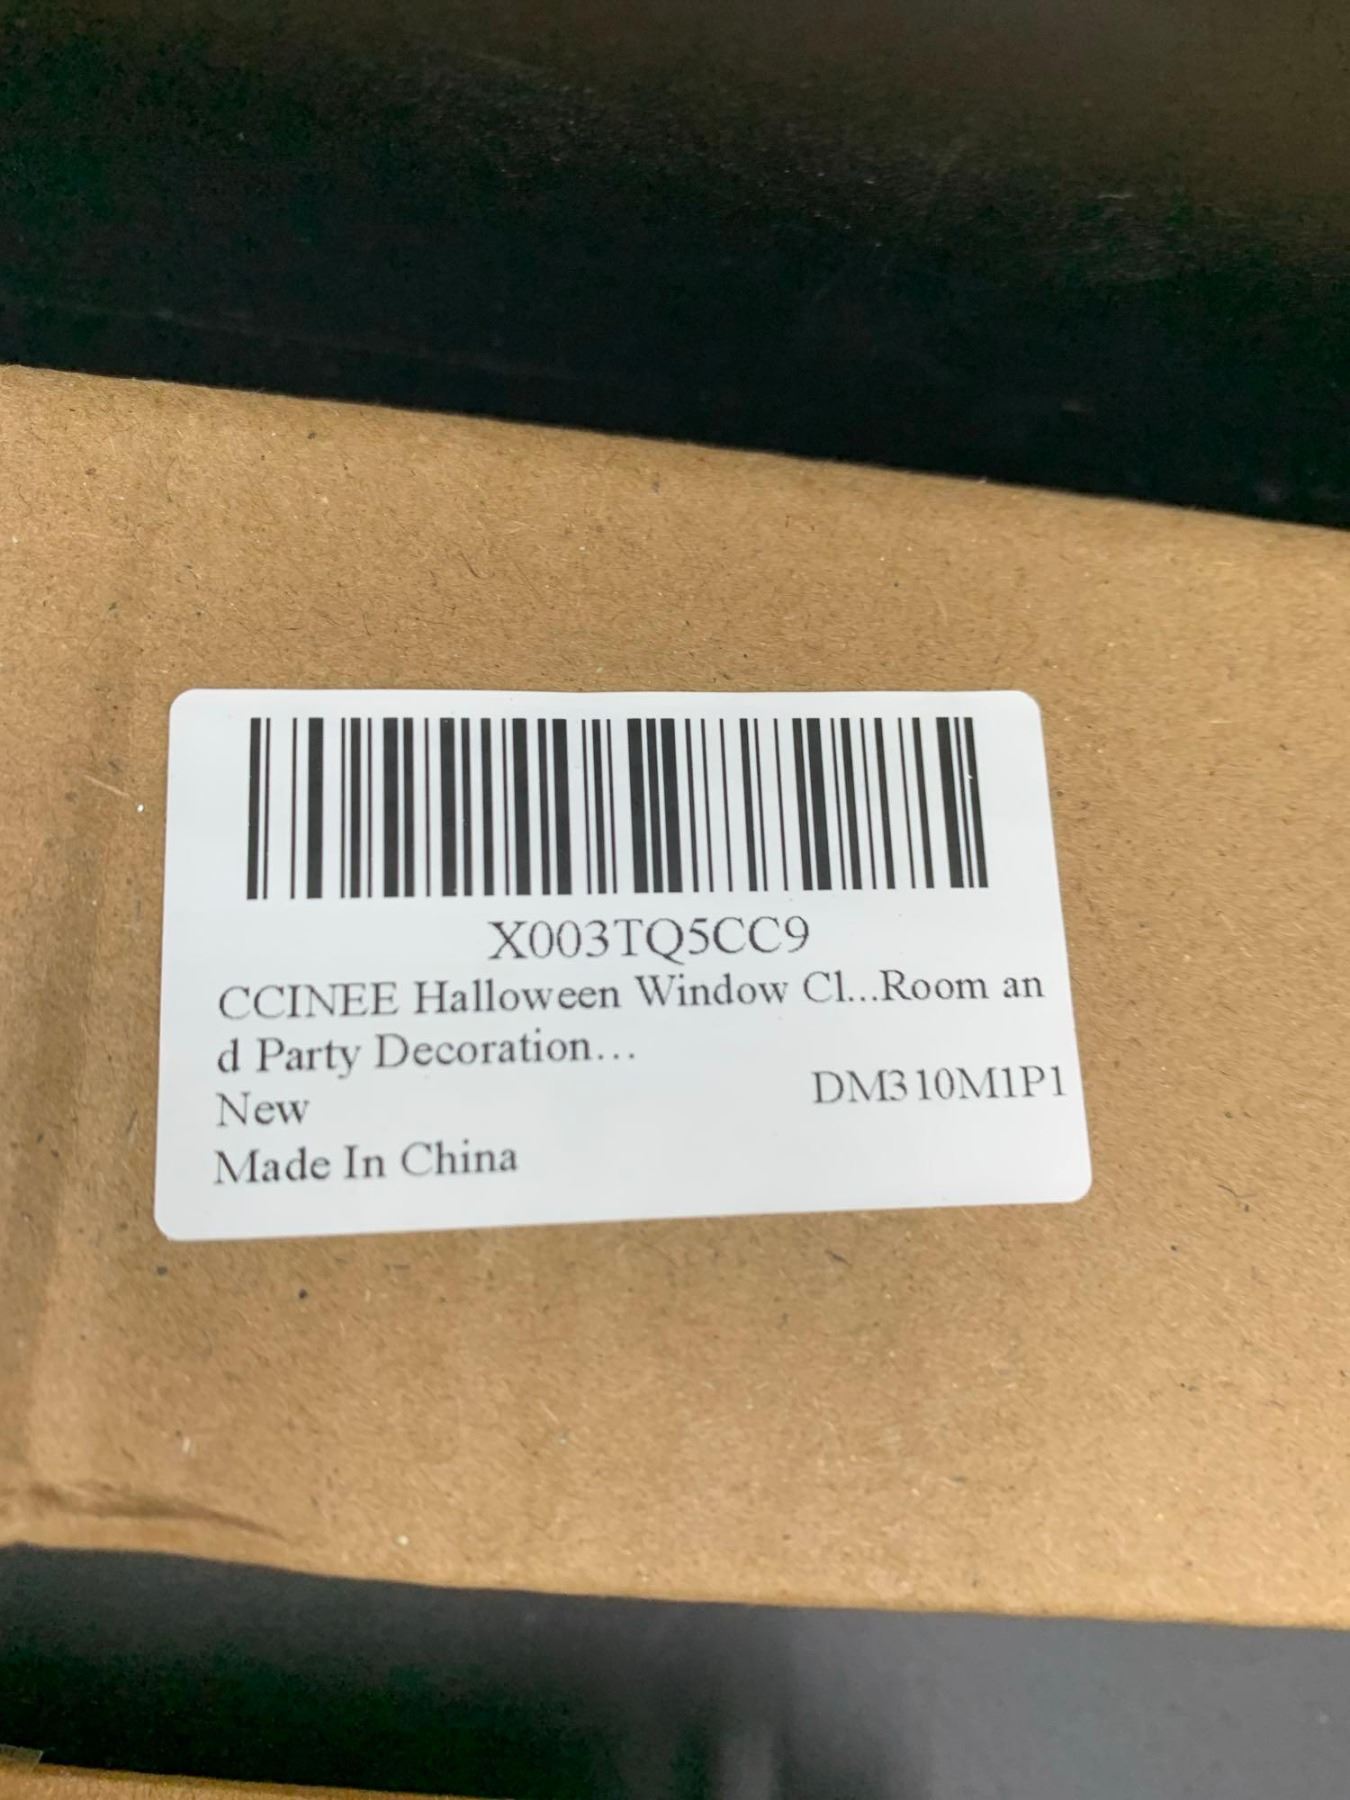 X003TQ5CC9
CCINEE Halloween Window Cl...Room an
d Party Decoration...
New
DM310M1P1
Made In China